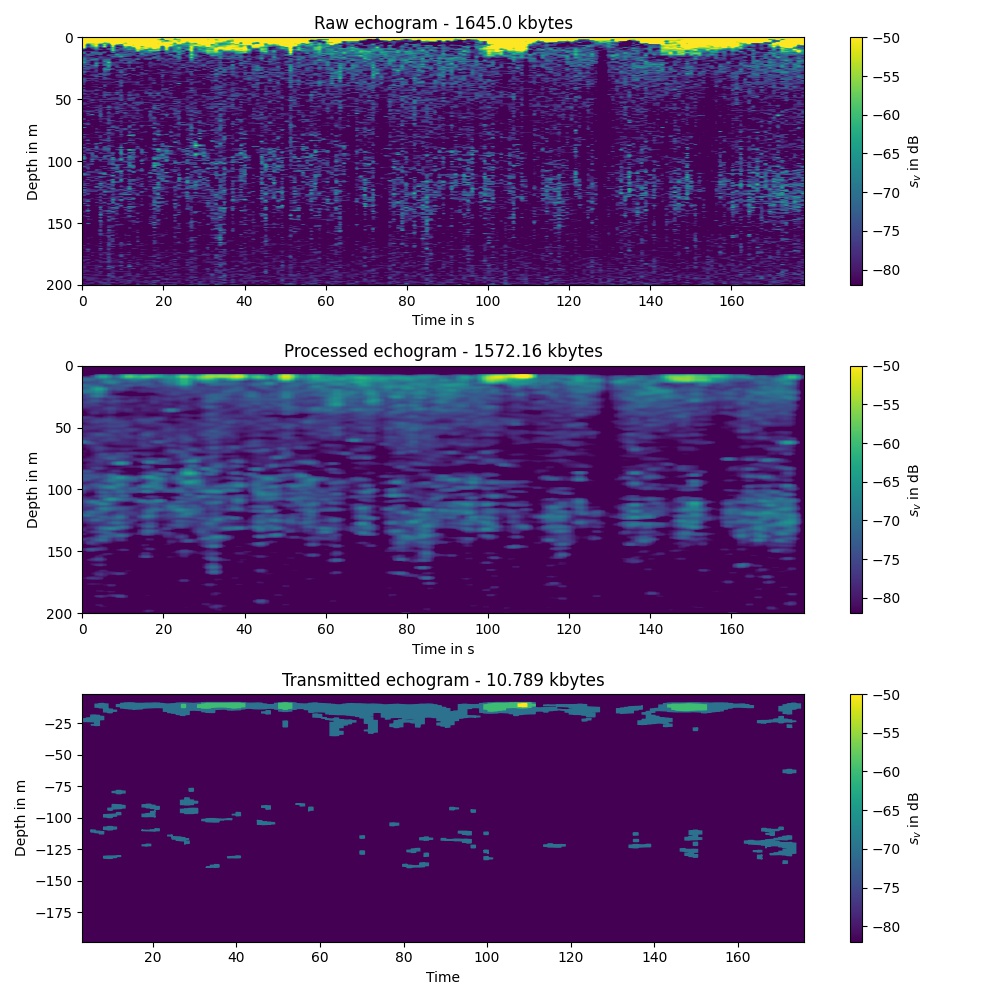 Raw echogram - 1645.0 kbytes
0
50
100
150
200
Depth in m
0 20 40 60 80 100 120 140 160
Time in s
−50
−55
−60
−65
−70
−75
−80
sv in dB
Processed echogram - 1572.16 kbytes
0
50
100
150
200
Depth in m
0 20 40 60 80 100 120 140 160
Time in s
−50
−55
−60
−65
−70
−75
−80
sv in dB
Transmitted echogram - 10.789 kbytes
−25
−50
−75
−100
−125
−150
−175
Depth in m
20 40 60 80 100 120 140 160
Time
−50
−55
−60
−65
−70
−75
−80
sv in dB